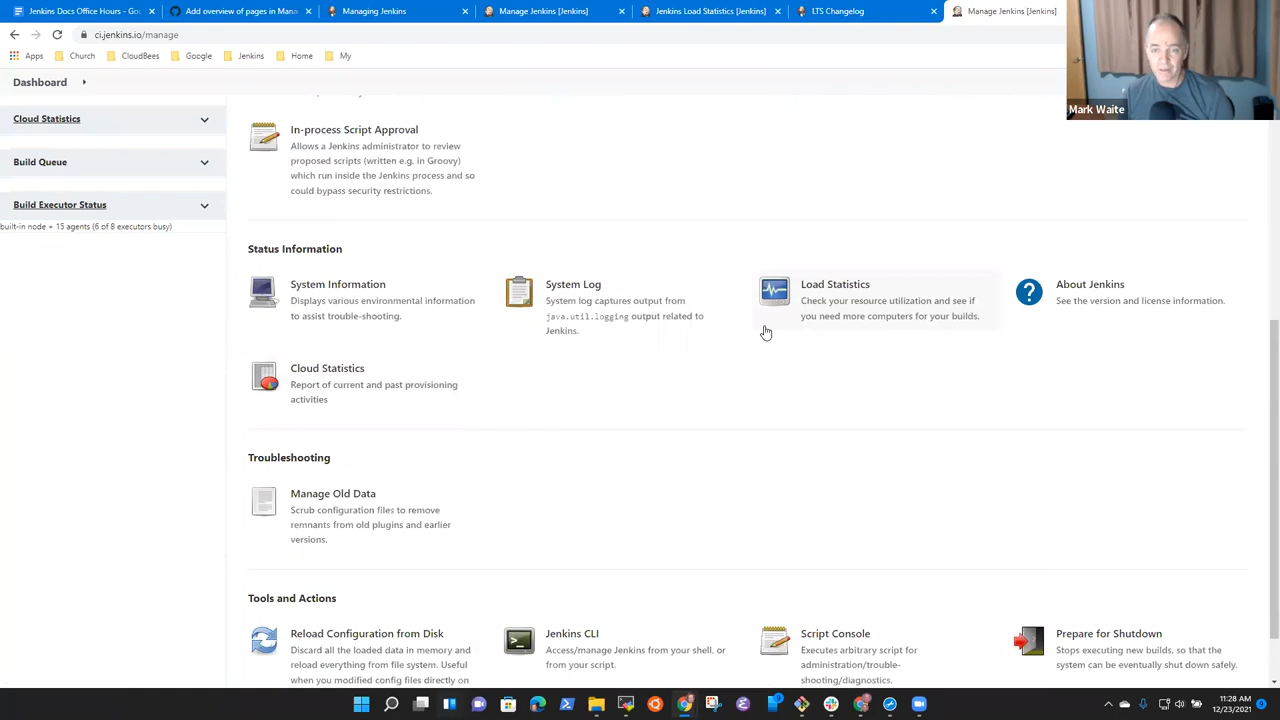 Jenkins Docs Office Hours - Goo
Add overview of pages in Mana
Managing Jenkins
Manage Jenkins [Jenkins]
Jenkins Load Statistics [Jenkins]
LTS Changelog
Manage Jenkins [Jenkins]
ci.jenkins.io/manage
Apps
Church
CloudBees
Google
Jenkins
Home
My
Mark Waite
Dashboard
Cloud Statistics
Build Queue
Build Executor Status
built-in node + 15 agents (6 of 8 executors busy)
In-process Script Approval
Allows a Jenkins administrator to review
proposed scripts (written e.g. in Groovy)
which run inside the Jenkins process and so
could bypass security restrictions.
Status Information
System Information
Displays various environmental information
to assist trouble-shooting.
System Log
System log captures output from
java.util.logging output related to
Jenkins.
Load Statistics
Check your resource utilization and see if
you need more computers for your builds.
About Jenkins
See the version and license information.
Cloud Statistics
Report of current and past provisioning
activities
Troubleshooting
Manage Old Data
Scrub configuration files to remove
remnants from old plugins and earlier
versions.
Tools and Actions
Reload Configuration from Disk
Discard all the loaded data in memory and
reload everything from file system. Useful
when you modified config files directly on
Jenkins CLI
Access/manage Jenkins from your shell, or
from your script.
Script Console
Executes arbitrary script for
administration/trouble-
shooting/diagnostics.
Prepare for Shutdown
Stops executing new builds, so that the
system can be eventually shut down safely.
11:28 AM
12/23/2021